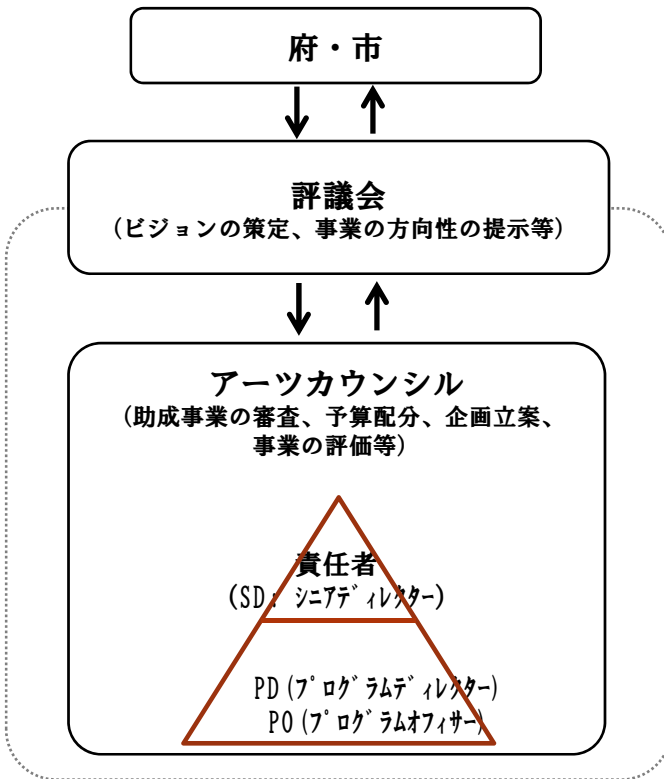 府・市
評議会
(ビジョンの策定、事業の方向性の提示等)
アーツカウンシル
(助成事業の審査、予算配分、企画立案、
事業の評価等)
責任者
(SD: ｼﾆｱﾃﾞｨﾚｸﾀｰ)
PD(ﾌﾟﾛｸﾞﾗﾑﾃﾞｨﾚｸﾀｰ)
PO(ﾌﾟﾛｸﾞﾗﾑｵﾌｨｻｰ)